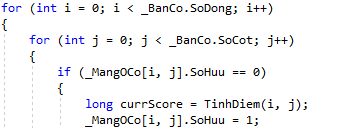 for (int i = 0; i < _BanCo.SoDong; i++)
{
for (int j = 0; j < _BanCo.SoCot; j++)
{
if (_MangOCo[i, j].SoHuu == 0)
{
long currScore = TinhDiem(i, j);
_MangOCo[i, j].SoHuu = 1;